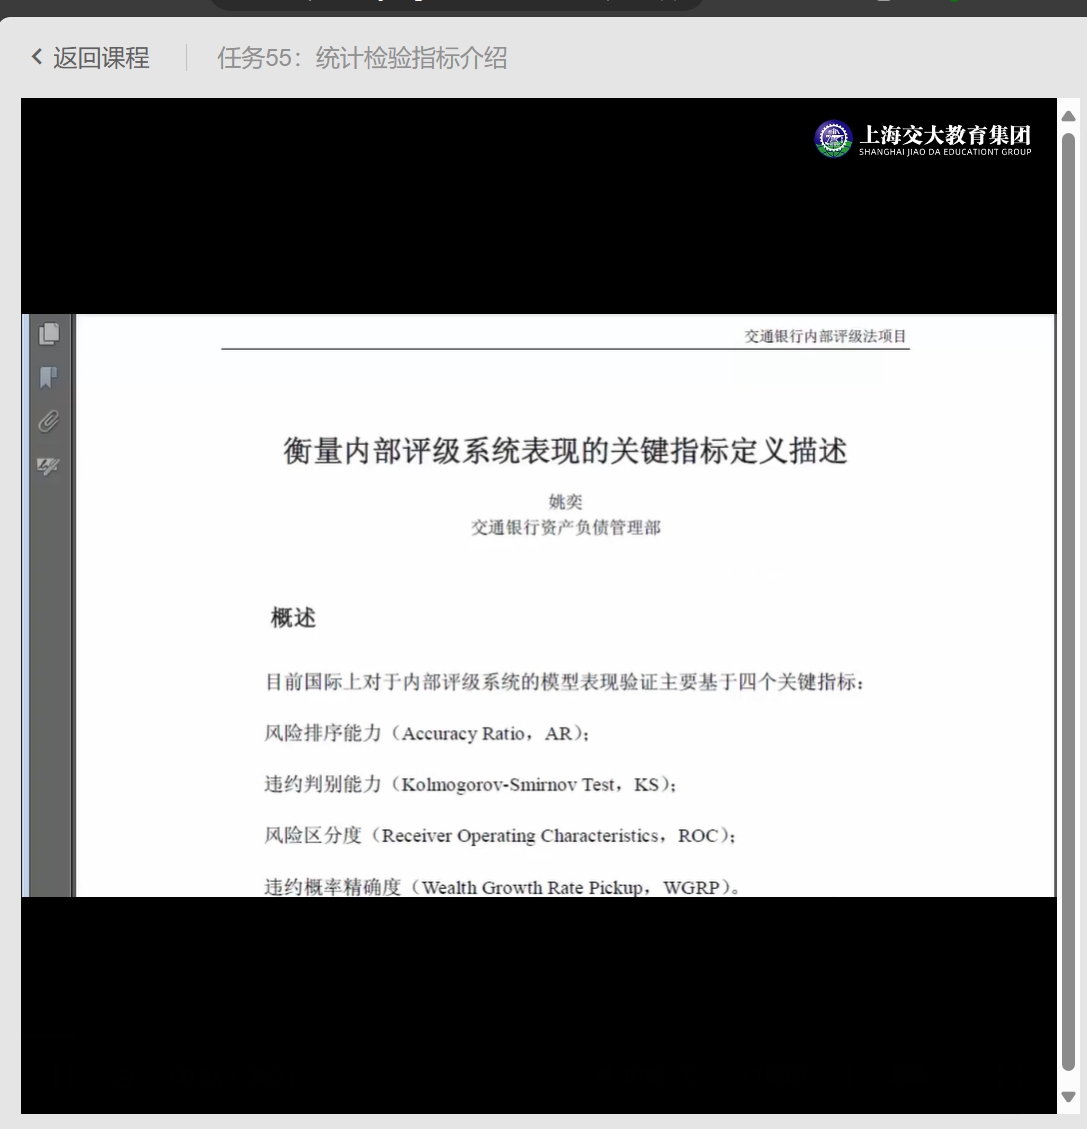 返回课程
任务55：统计检验指标介绍
上海交大教育集团
SHANGHAI JIAO DA EDUCATIONT GROUP
交通银行内部评级法项目
衡量内部评级系统表现的关键指标定义描述
姚奕
交通银行资产负债管理部
概述
目前国际上对于内部评级系统的模型表现验证主要基于四个关键指标：
风险排序能力（Accuracy Ratio，AR）；
违约判别能力（Kolmogorov-Smirnov Test，KS）；
风险区分度（Receiver Operating Characteristics，ROC）；
违约概率精确度（Wealth Growth Rate Pickup，WGRP）。